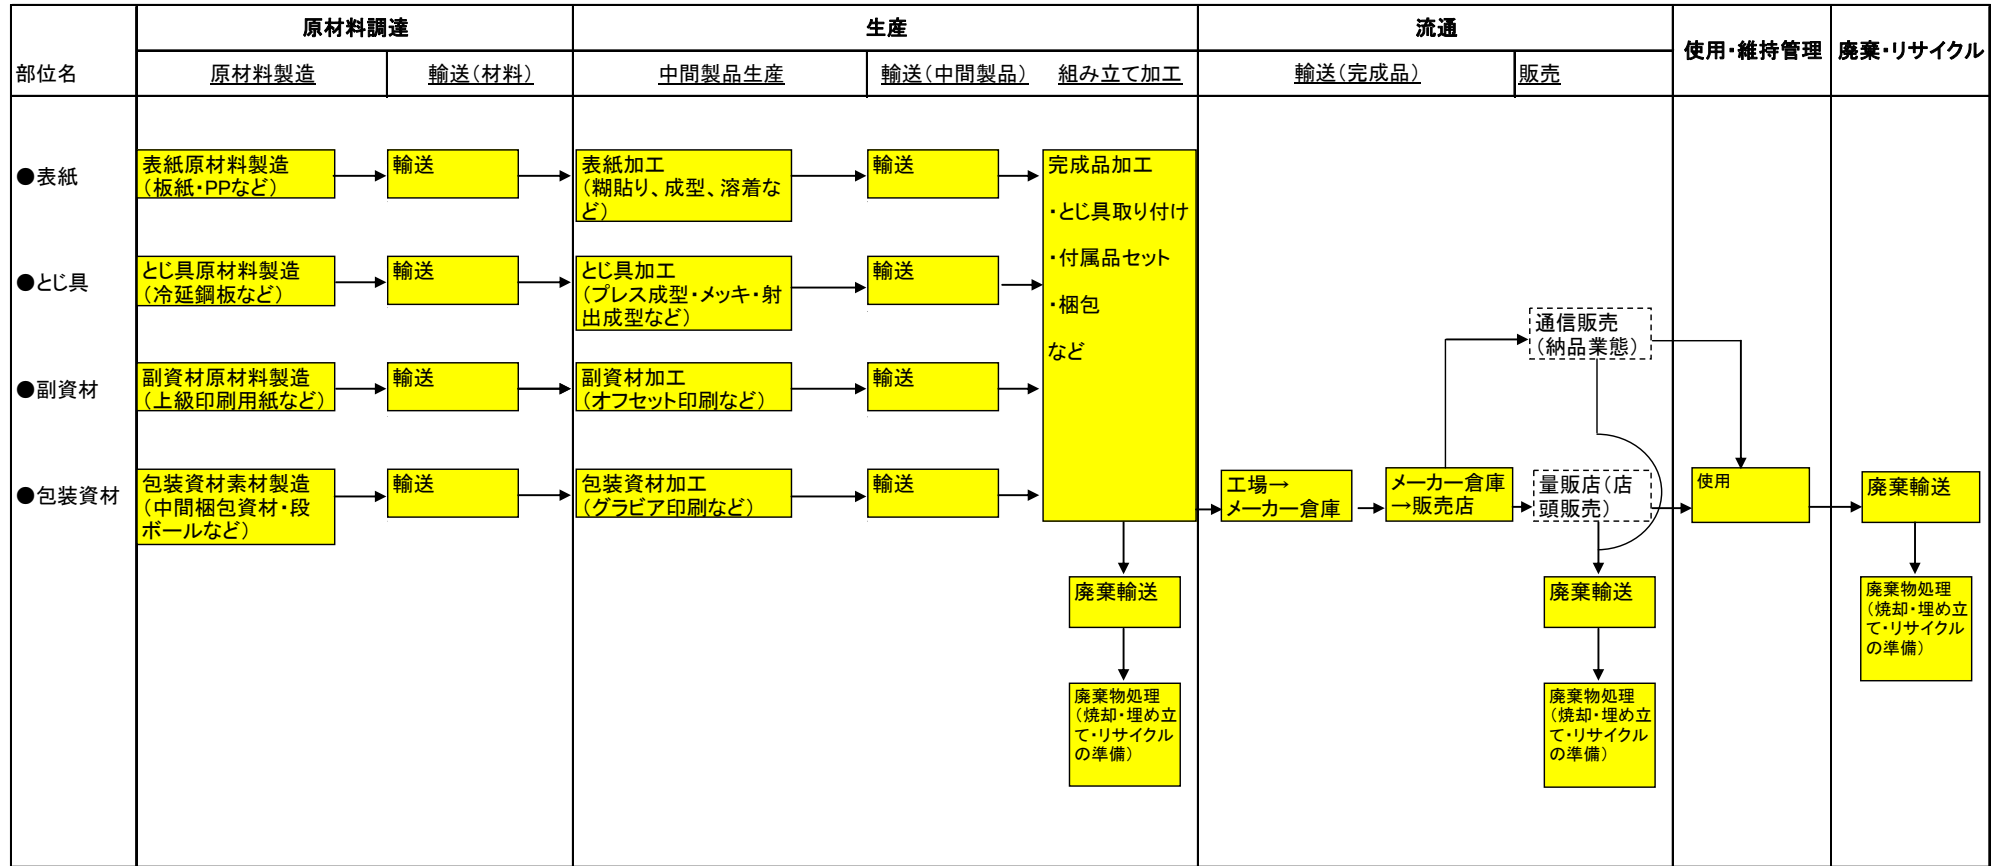 原材料調達
生産
流通
使用・維持管理
廃棄・リサイクル
部位名
原材料製造
輸送(材料)
中間製品生産
輸送(中間製品)
組み立て加工
輸送(完成品)
販売
●表紙
表紙原材料製造
(板紙・PPなど)
輸送
表紙加工
(糊貼り、成型、溶着な
ど)
輸送
完成品加工
・とじ具取り付け
・付属品セット
・梱包
など
●とじ具
とじ具原材料製造
(冷延鋼板など)
輸送
とじ具加工
(プレス成型・メッキ・射
出成型など)
輸送
通信販売
(納品業態)
●副資材
副資材原材料製造
(上級印刷用紙など)
輸送
副資材加工
(オフセット印刷など)
輸送
●包装資材
包装資材素材製造
(中間梱包資材・段
ボールなど)
輸送
包装資材加工
(グラビア印刷など)
輸送
工場→
メーカー倉庫
メーカー倉庫
→販売店
量販店(店
頭販売)
使用
廃棄輸送
廃棄輸送
廃棄輸送
廃棄物処理
(焼却・埋め立
て・リサイクル
の準備)
廃棄物処理
(焼却・埋め立
て・リサイクル
の準備)
廃棄物処理
(焼却・埋め立
て・リサイクル
の準備)